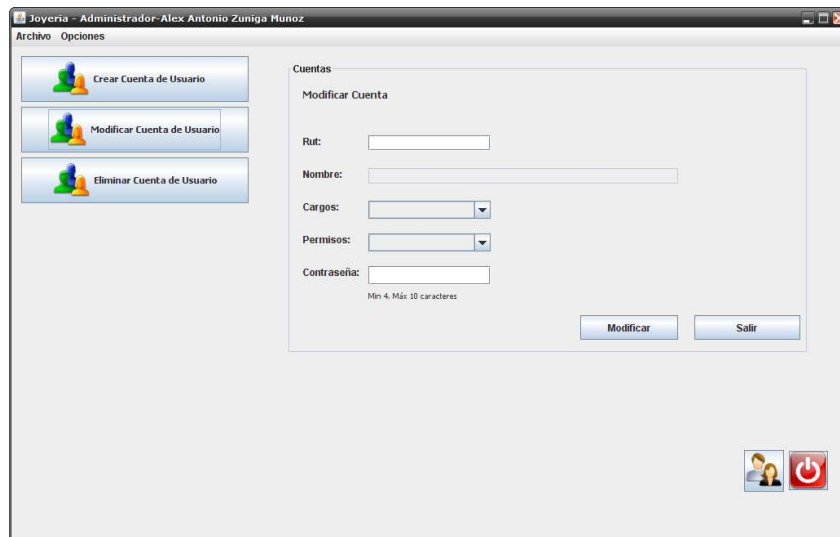 Joyeria - Administrador-Alex Antonio Zuniga Munoz
Archivo Opciones
Crear Cuenta de Usuario
Modificar Cuenta de Usuario
Eliminar Cuenta de Usuario
Cuentas
Modificar Cuenta
Rut:
Nombre:
Cargos:
Permisos:
Contraseña:
Min 4, Máx 10 caracteres
Modificar Salir